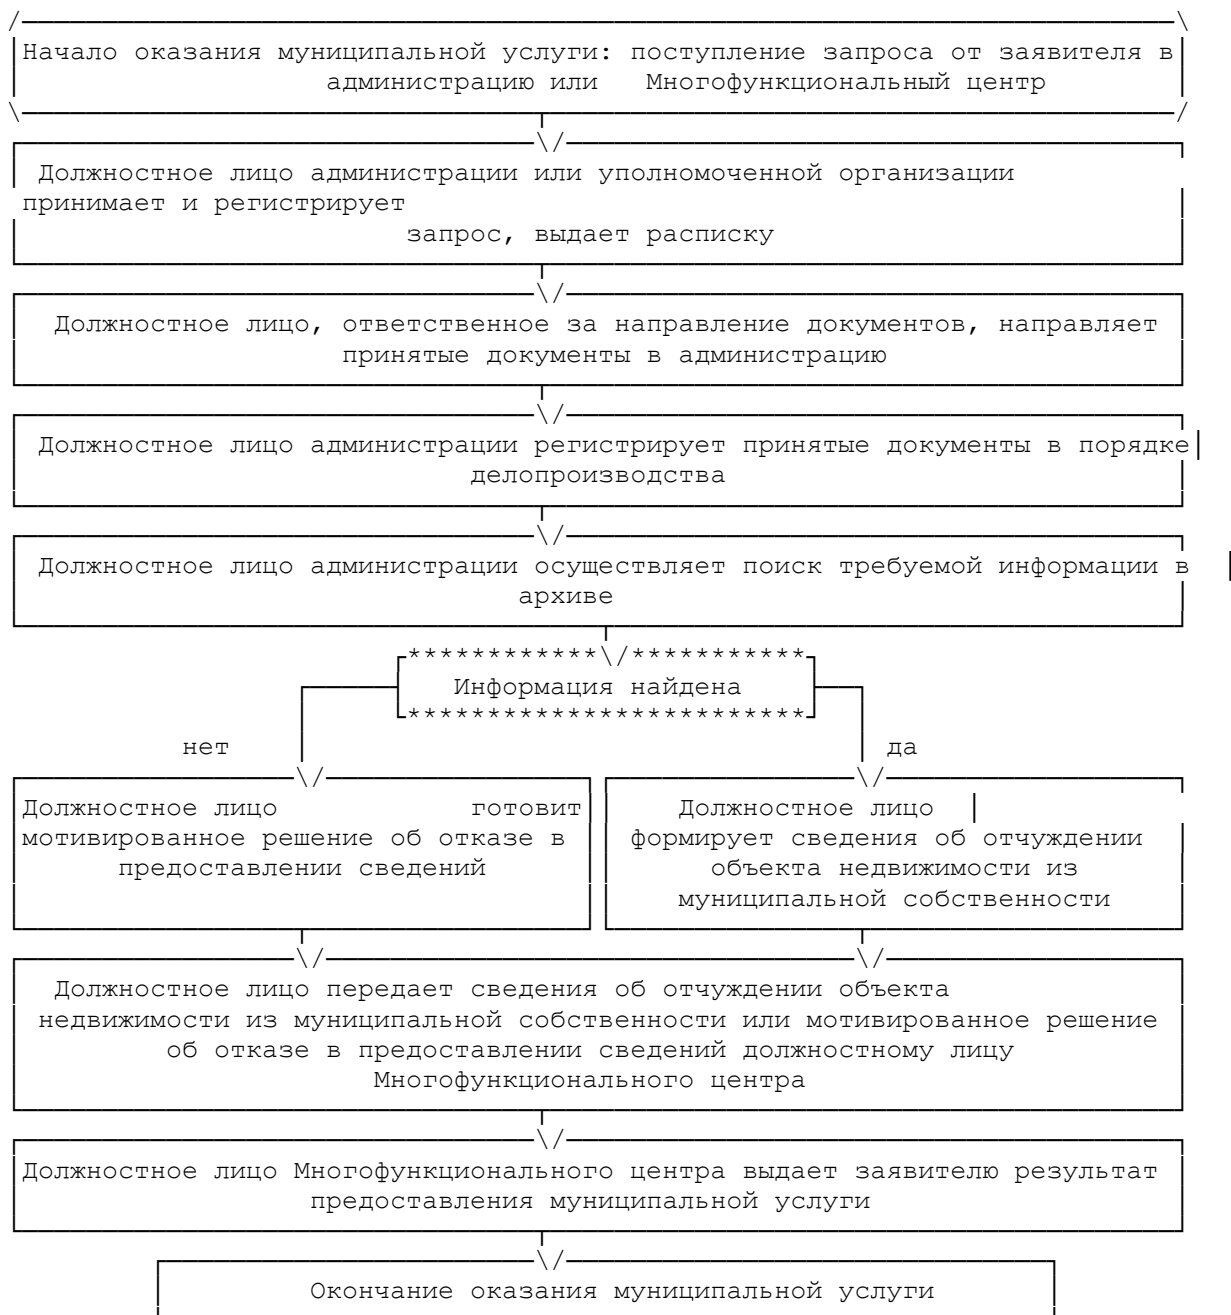 Начало оказания муниципальной услуги: поступление запроса от заявителя в
администрацию или Многофункциональный центр
Должностное лицо администрации или уполномоченной организации
принимает и регистрирует
запрос, выдает расписку
Должностное лицо, ответственное за направление документов, направляет
принятые документы в администрацию
Должностное лицо администрации регистрирует принятые документы в порядке
делопроизводства
Должностное лицо администрации осуществляет поиск требуемой информации в
архиве
Информация найдена
нет
да
Должностное лицо готовит
мотивированное решение об отказе в
предоставлении сведений
Должностное лицо
формирует сведения об отчуждении
объекта недвижимости из
муниципальной собственности
Должностное лицо передает сведения об отчуждении объекта
недвижимости из муниципальной собственности или мотивированное решение
об отказе в предоставлении сведений должностному лицу
Многофункционального центра
Должностное лицо Многофункционального центра выдает заявителю результат
предоставления муниципальной услуги
Окончание оказания муниципальной услуги